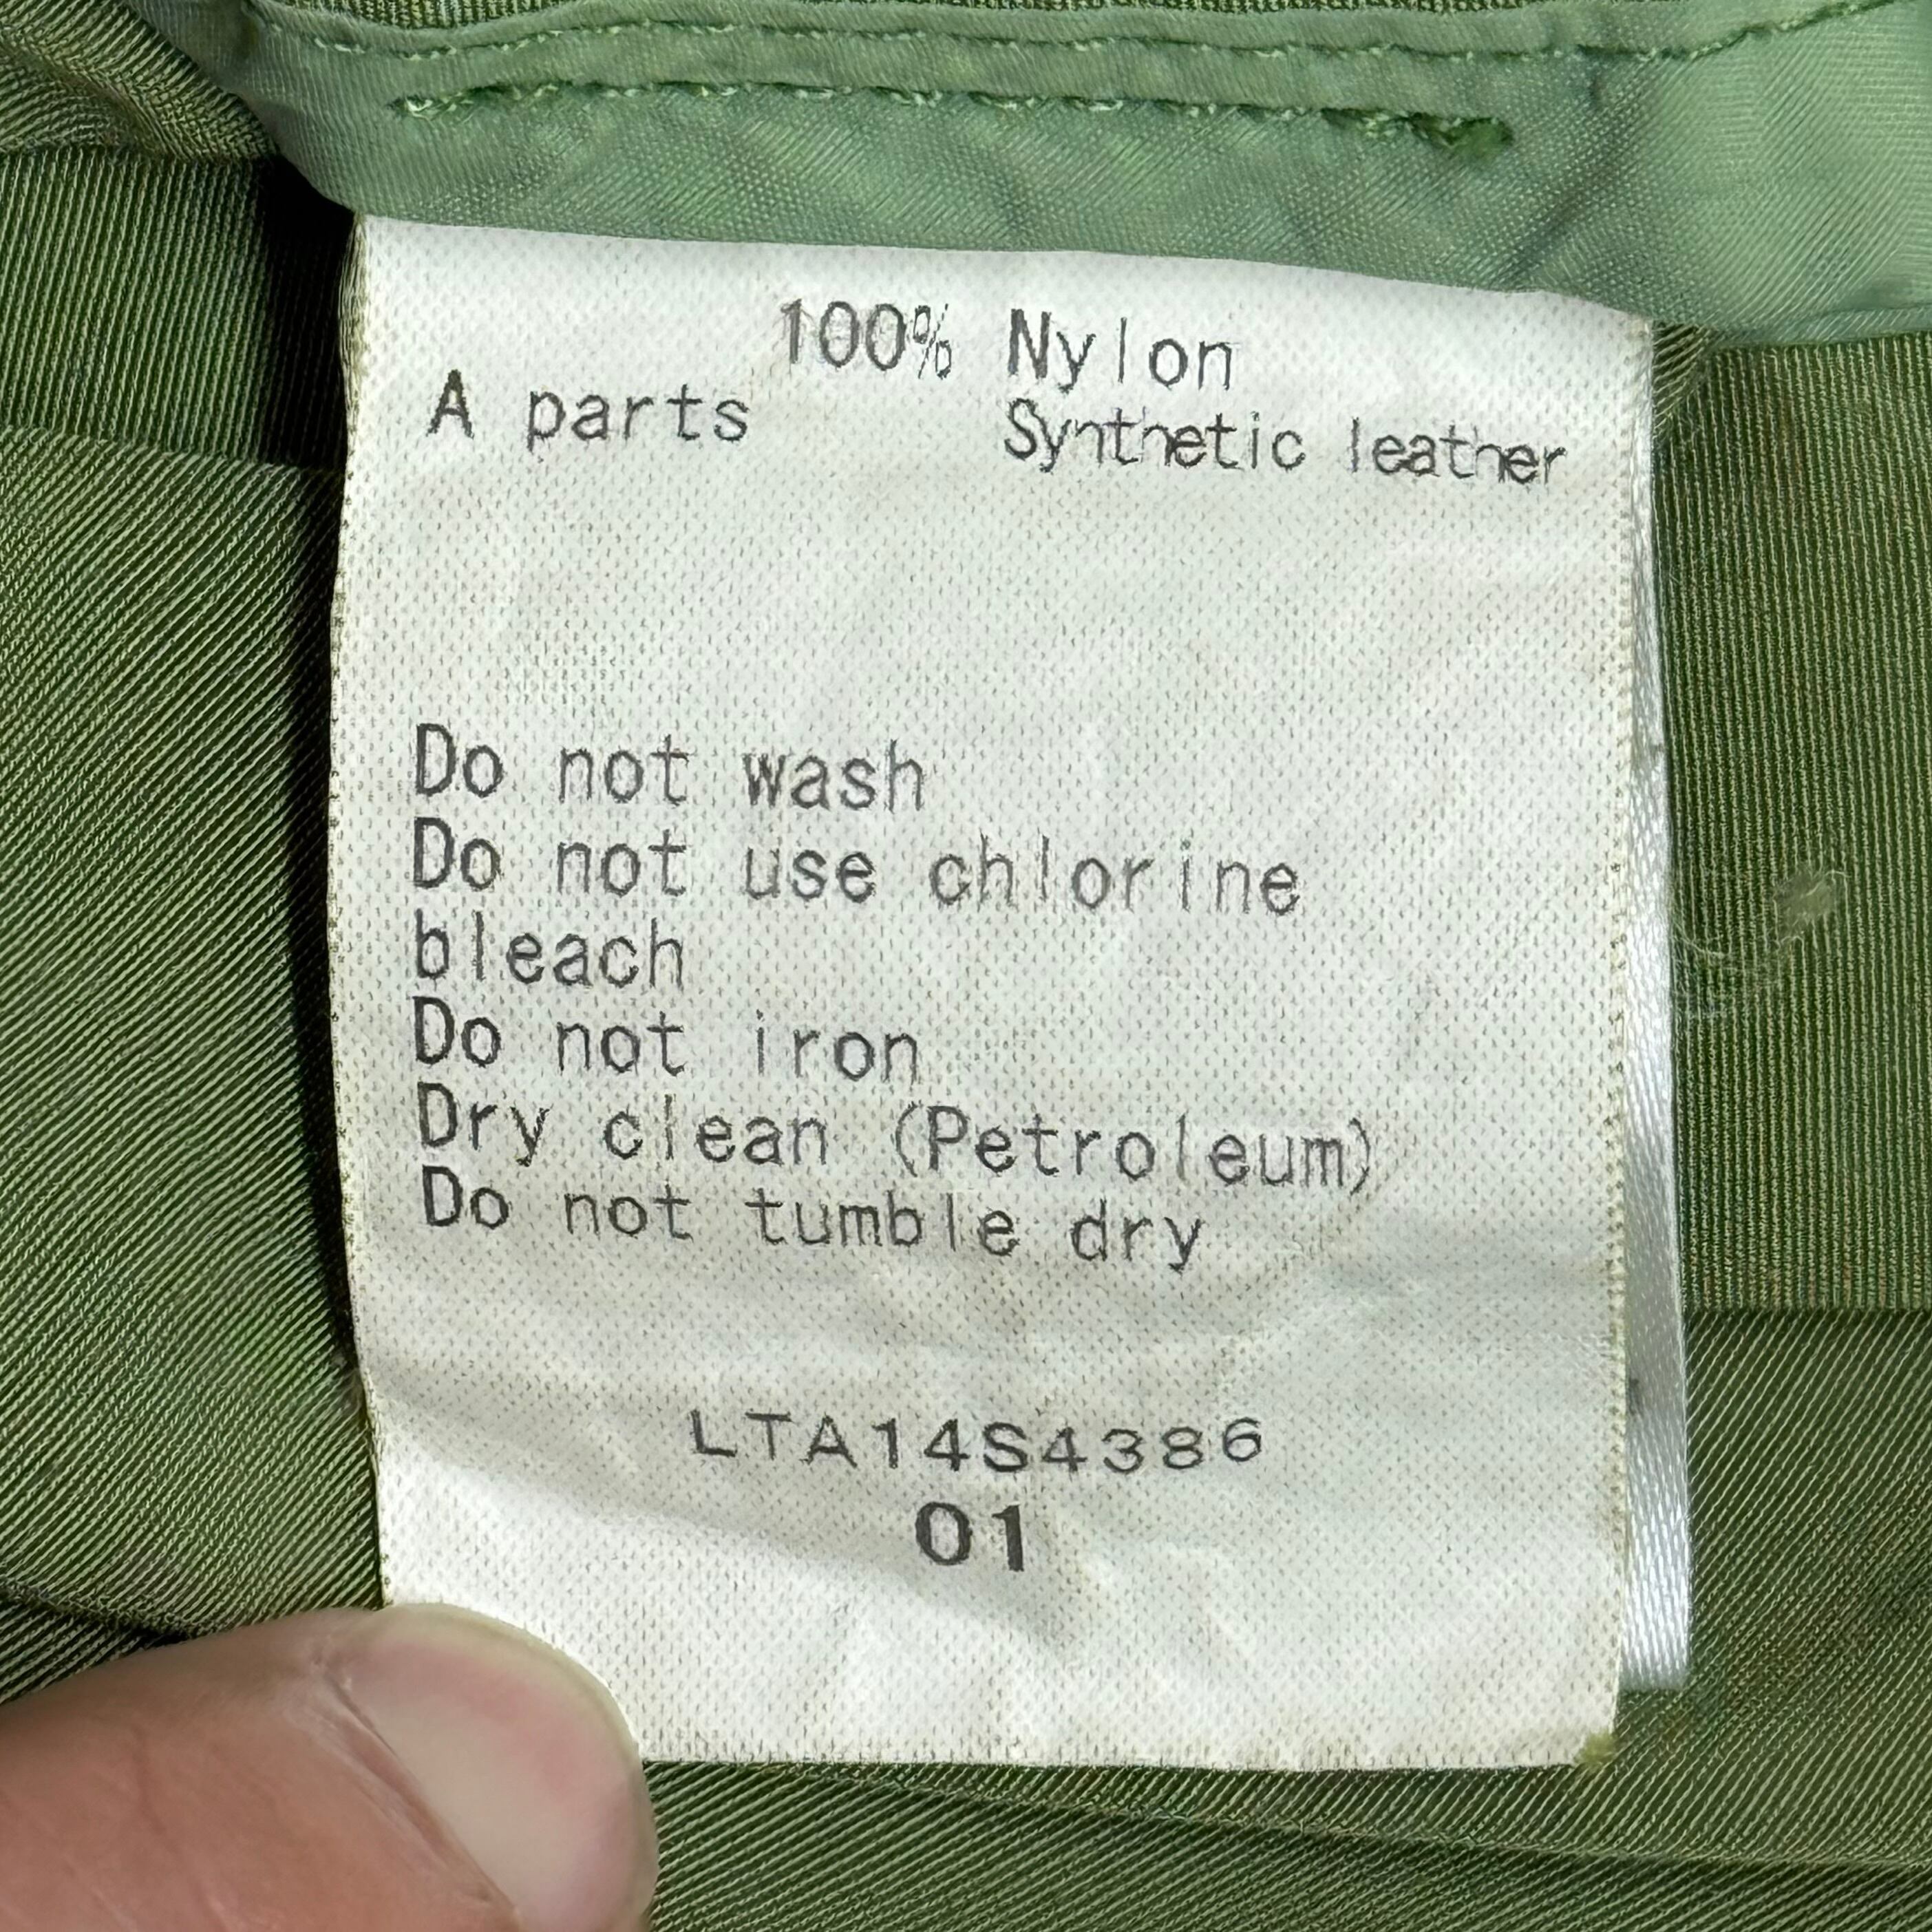 100% Nylon
A parts Synthetic leather
Do not wash
Do not use chlorine
bleach
Do not iron
Dry clean (Petroleum)
Do not tumble dry
LTA14S4386
01